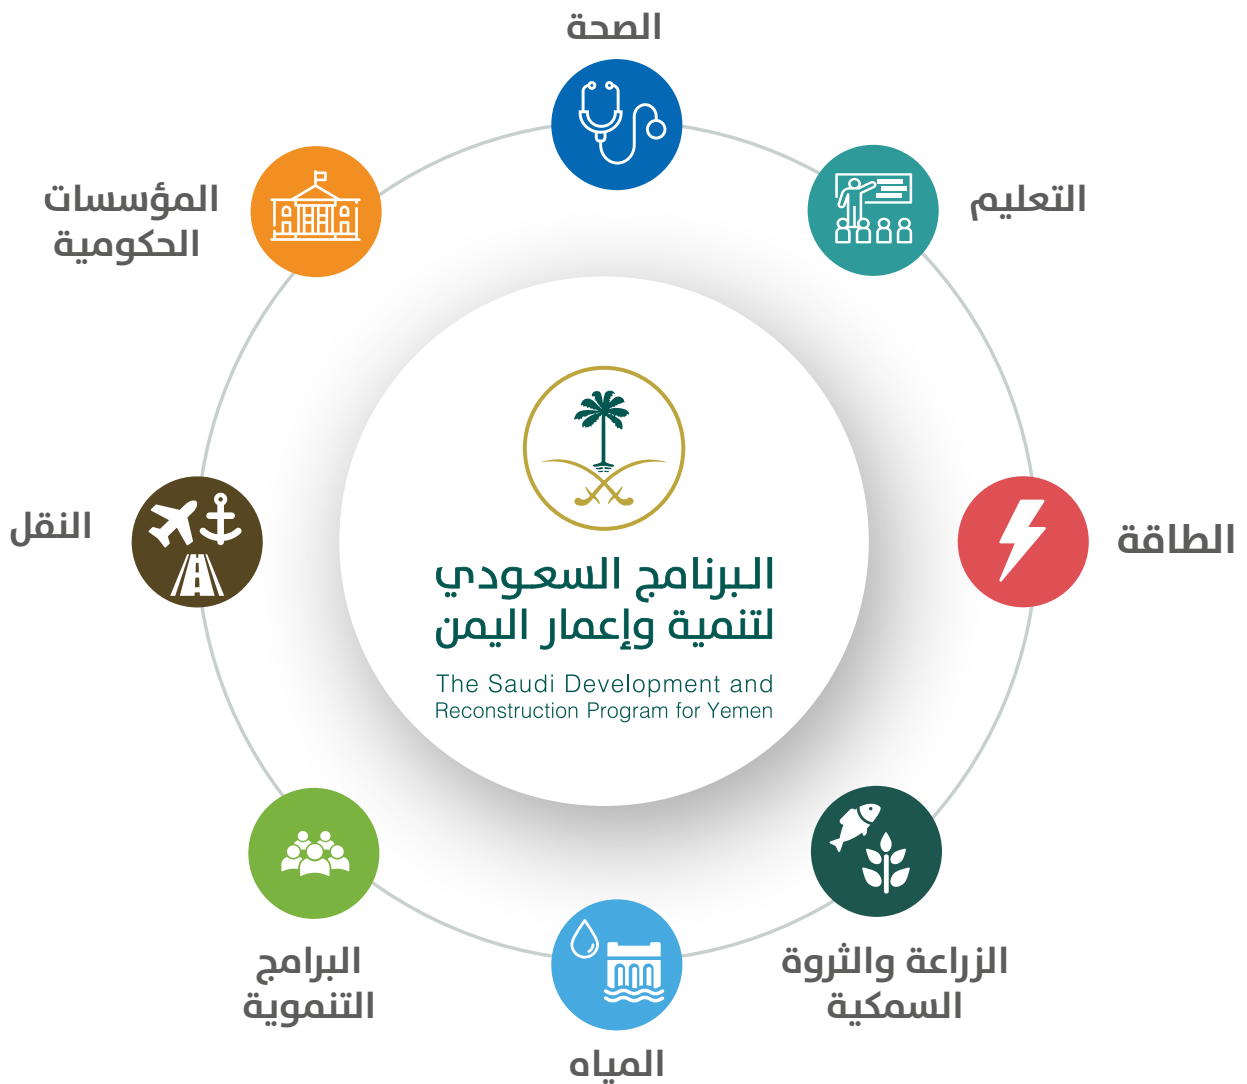 الصحة
التعليم
الطاقة
الزراعة والثروة
السمكية
المياه
البرامج
التنموية
النقل
المؤسسات
الحكومية
البرنامج السعودي
لتنمية وإعمار اليمن
The Saudi Development and
Reconstruction Program for Yemen